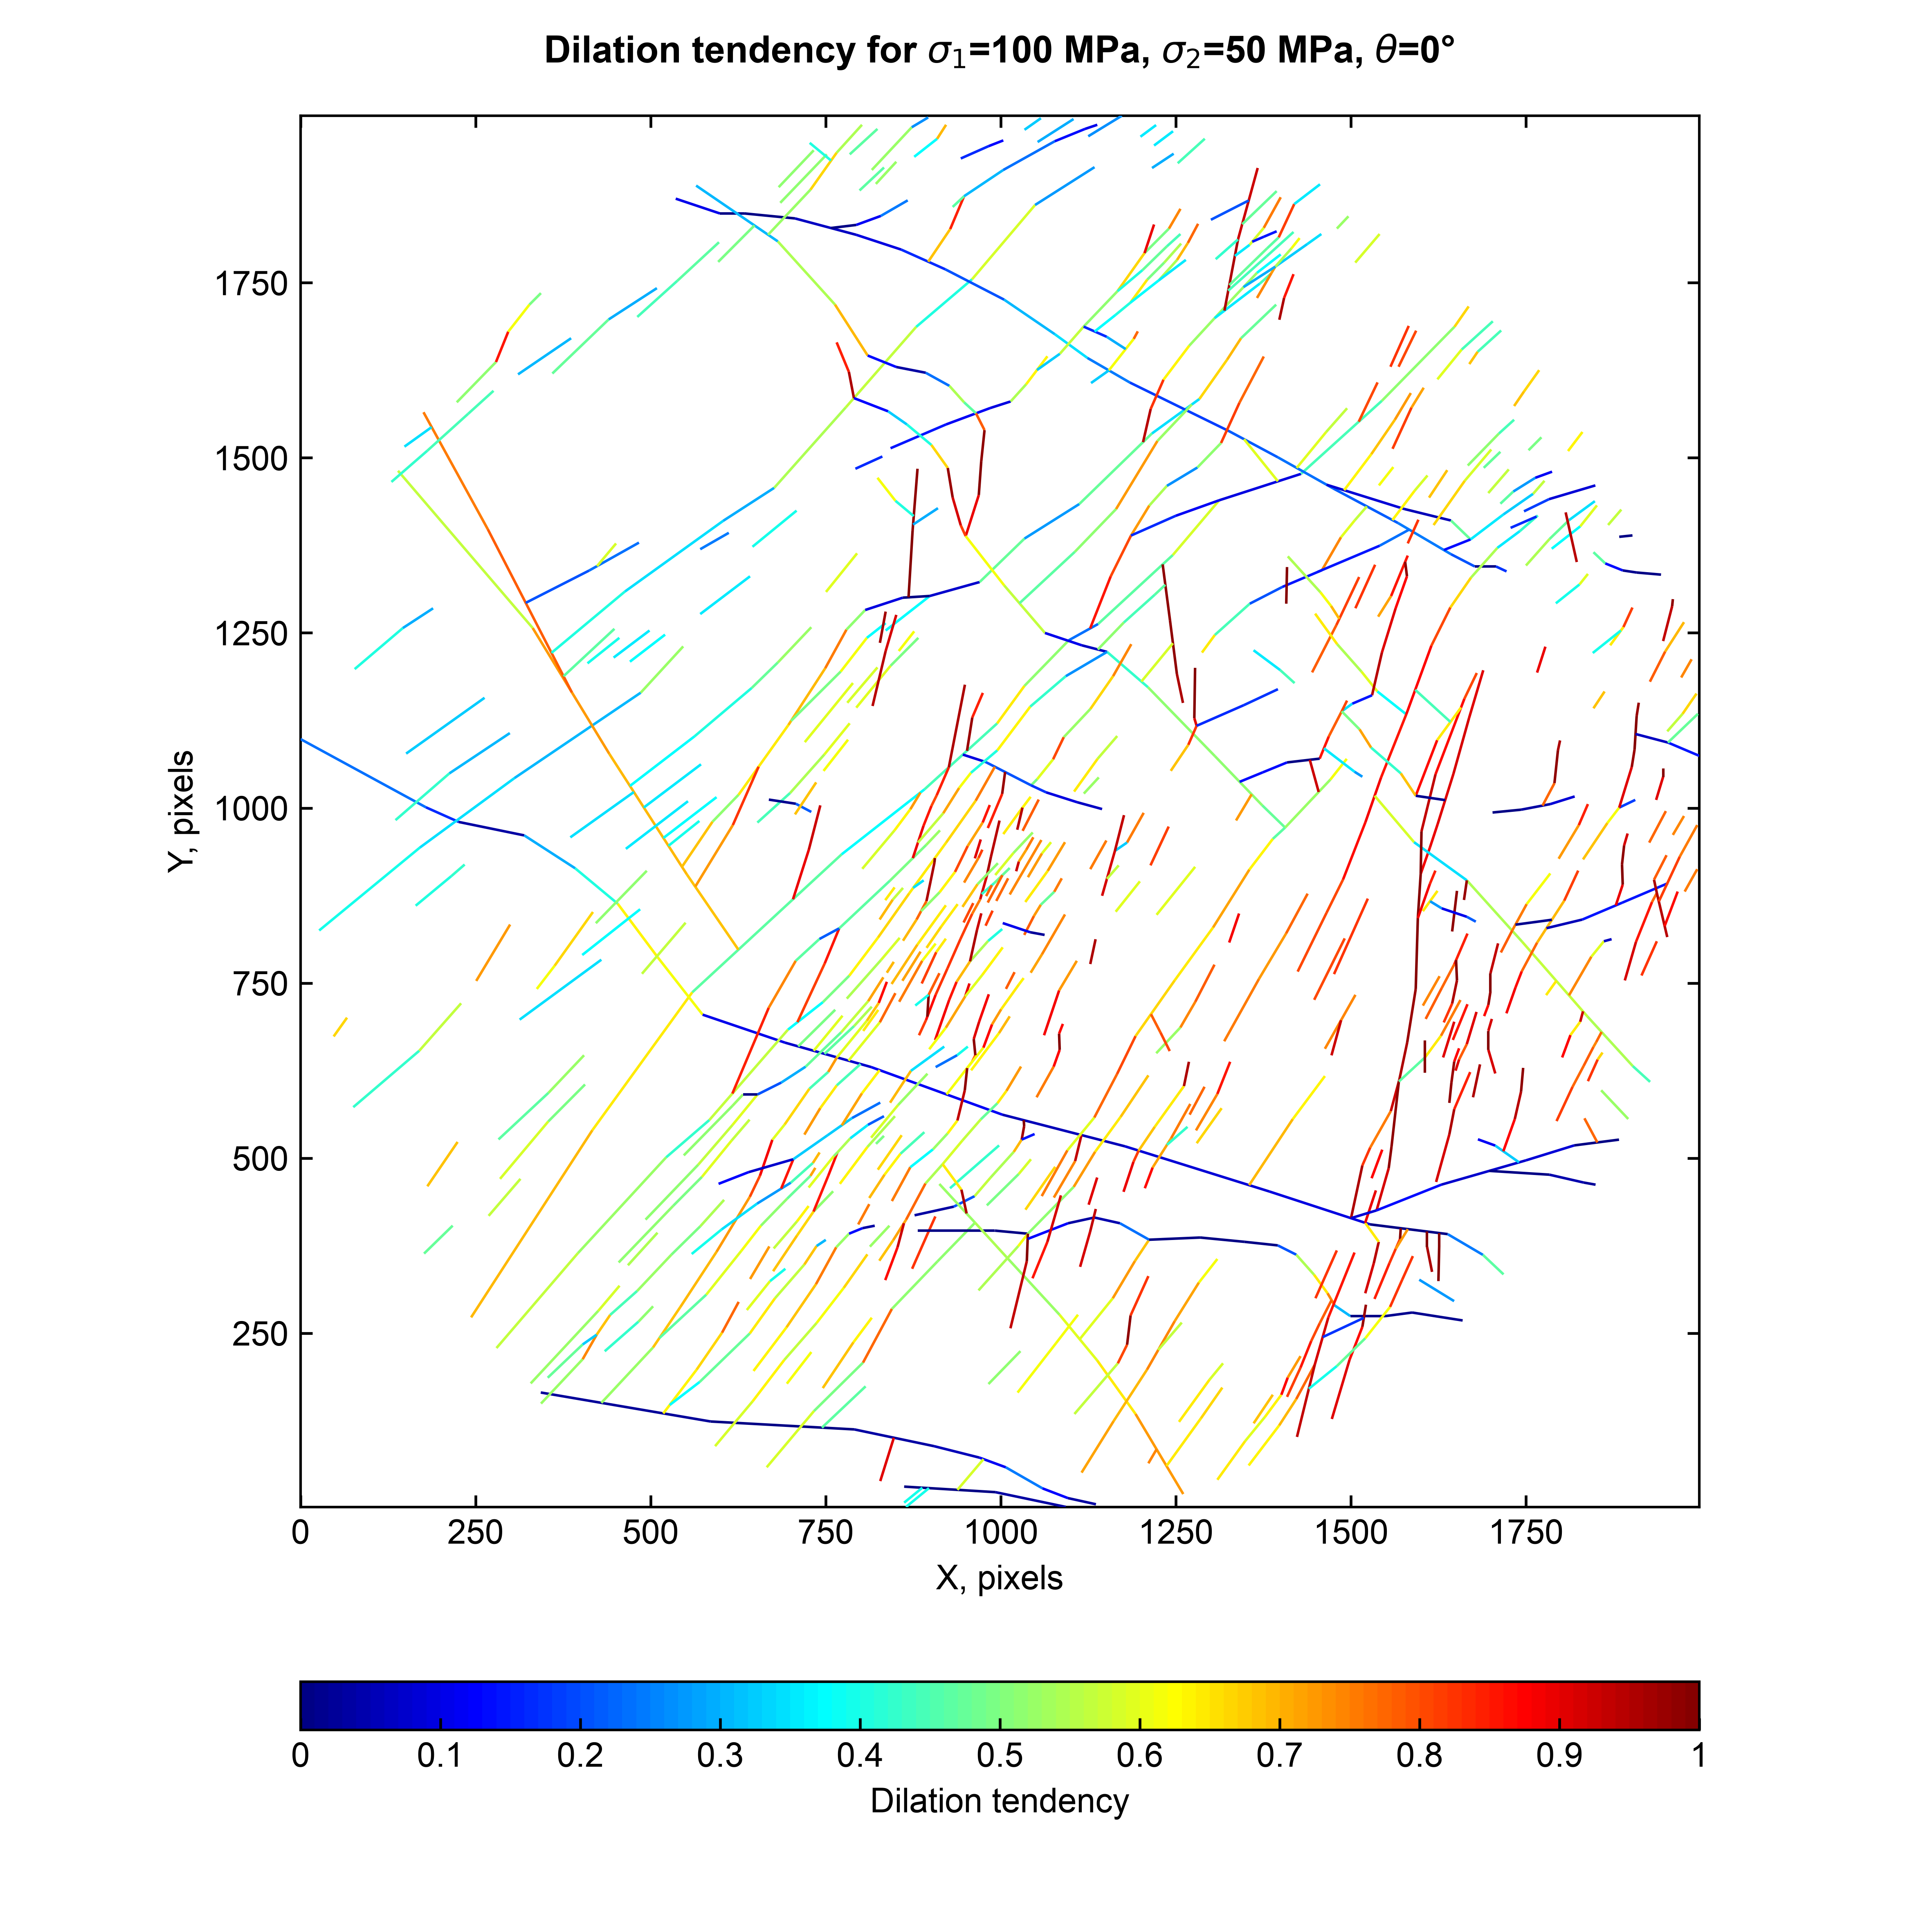 Dilation tendency for σ₁=100 MPa, σ₂=50 MPa, θ=0°
1750
1500
1250
1000
750
500
250
Y, pixels
0 250 500 750 1000 1250 1500 1750
X, pixels
0 0.1 0.2 0.3 0.4 0.5 0.6 0.7 0.8 0.9 1
Dilation tendency